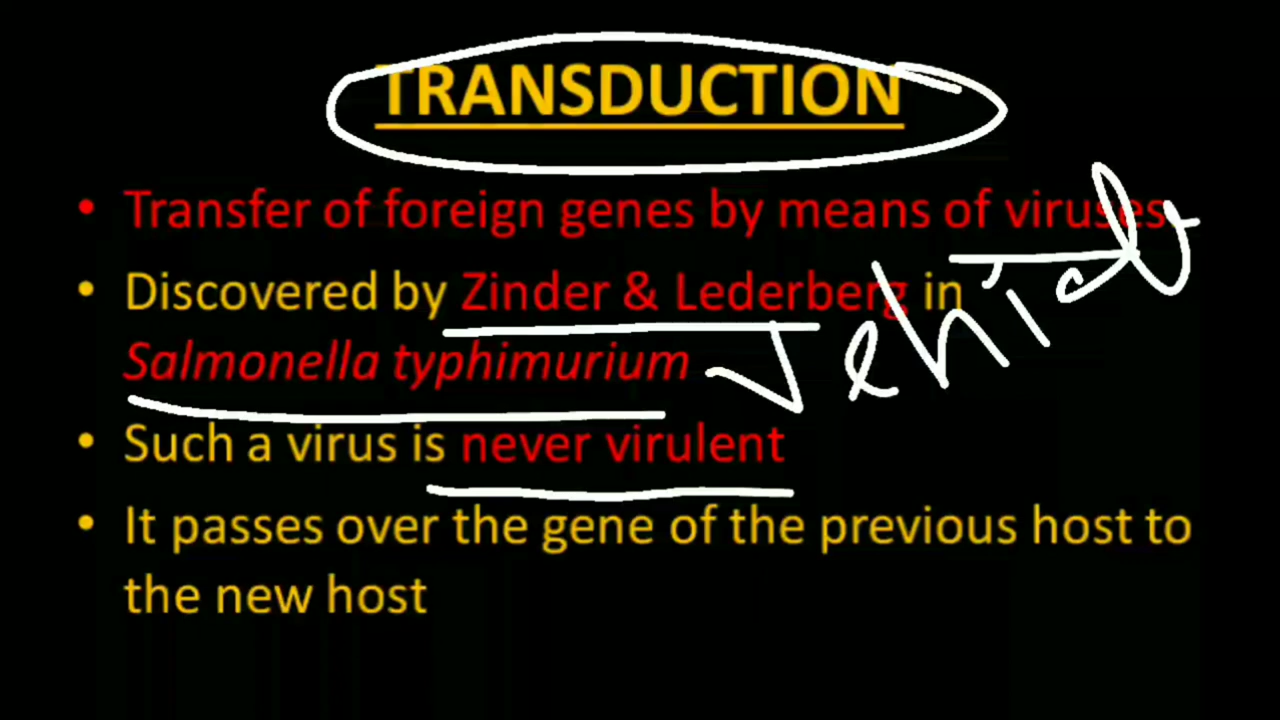 TRANSDUCTION
• Transfer of foreign genes by means of viruses
• Discovered by Zinder & Lederberg in
Salmonella typhimurium
Vehicle
• Such a virus is never virulent
• It passes over the gene of the previous host to
the new host